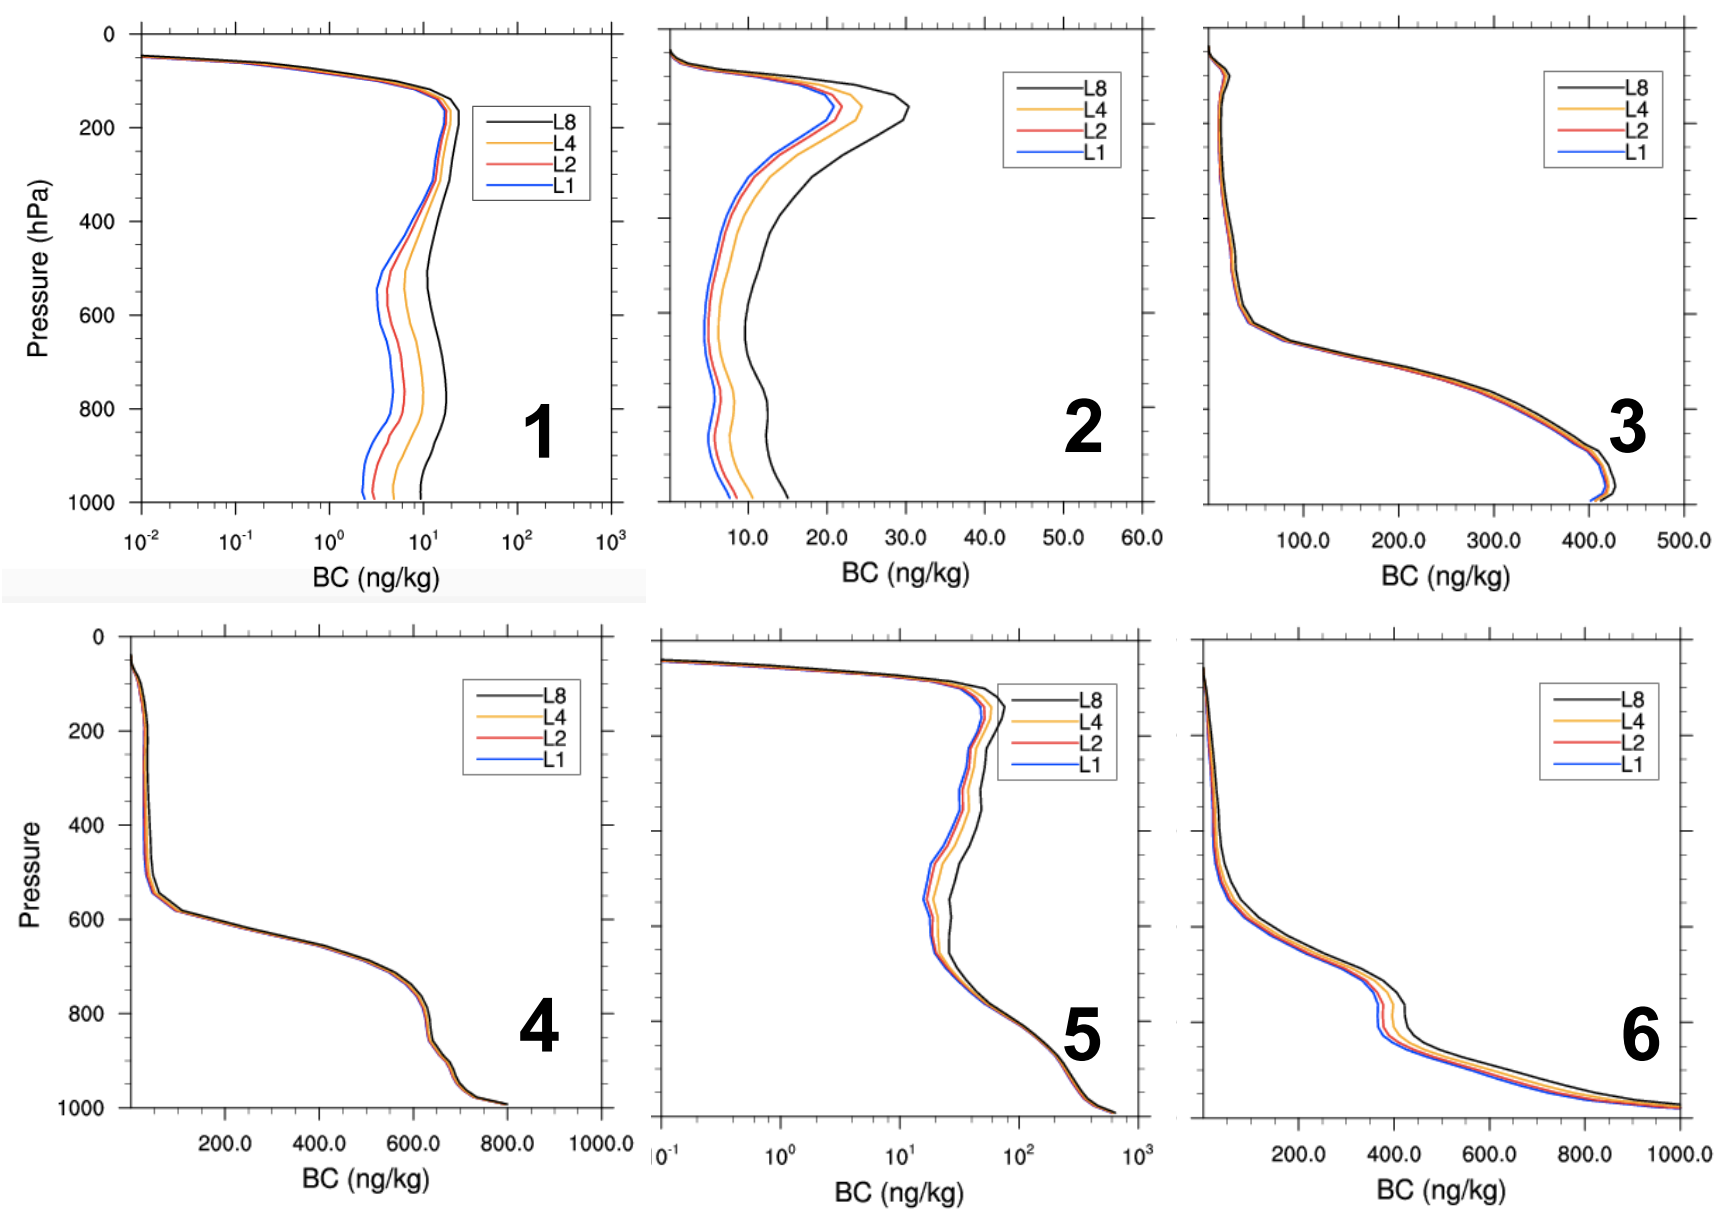 0
200
400
600
800
1000
Pressure (hPa)
L8
L4
L2
L1
1
10-2
10-1
100
101
102
103
BC (ng/kg)
L8
L4
L2
L1
2
10.0
20.0
30.0
40.0
50.0
60.0
BC (ng/kg)
L8
L4
L2
L1
3
100.0
200.0
300.0
400.0
500.0
BC (ng/kg)
0
200
400
600
800
1000
Pressure
L8
L4
L2
L1
4
200.0
400.0
600.0
800.0
1000.0
BC (ng/kg)
L8
L4
L2
L1
5
10-1
100
101
102
103
BC (ng/kg)
L8
L4
L2
L1
6
200.0
400.0
600.0
800.0
1000.0
BC (ng/kg)